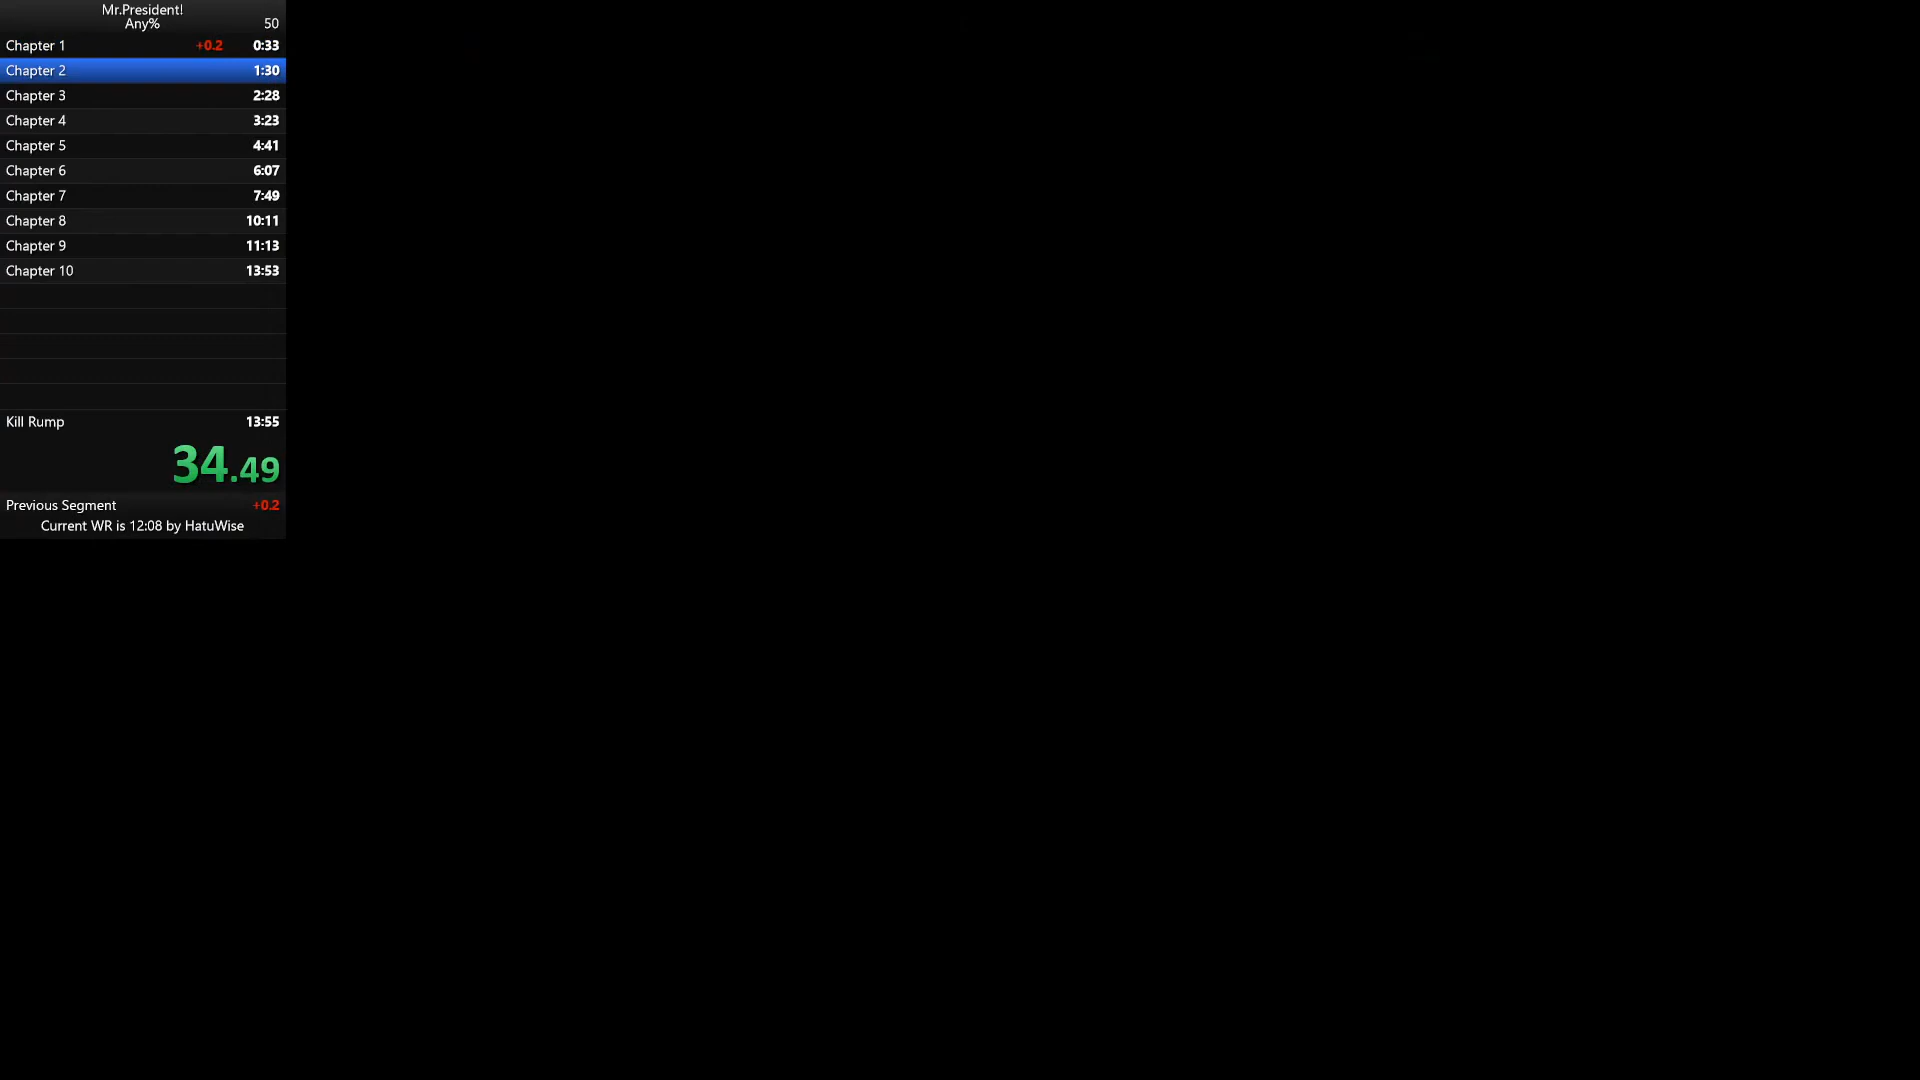 Mr.President!
Any% 50
Chapter 1 +0.2 0:33
Chapter 2 1:30
Chapter 3 2:28
Chapter 4 3:23
Chapter 5 4:41
Chapter 6 6:07
Chapter 7 7:49
Chapter 8 10:11
Chapter 9 11:13
Chapter 10 13:53
Kill Rump 13:55
34.49
Previous Segment +0.2
Current WR is 12:08 by HatuWise